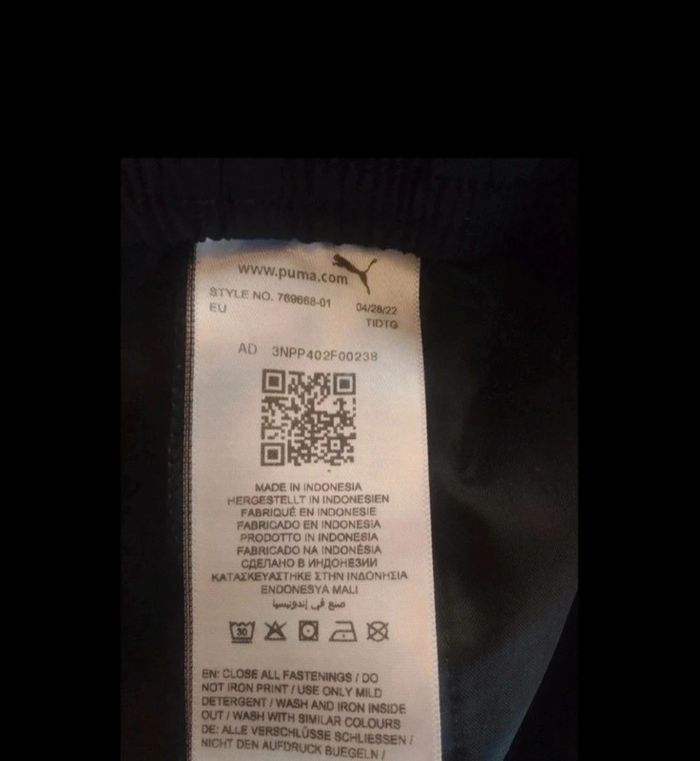 www.puma.com
STYLE NO. 769668-01 04/28/22
EU TIDTG
AD 3NPP402F00238
MADE IN INDONESIA
HERGESTELLT IN INDONESIEN
FABRIQUÉ EN INDONESIE
FABRICADO EN INDONESIA
PRODOTTO IN INDONESIA
FABRICADO NA INDONÉSIA
СДЕЛАНО В ИНДОНЕЗИИ
ΚΑΤΑΣΚΕΥΑΣΤΗΚΕ ΣΤΗΝ ΙΝΔΟΝΗΣΙΑ
ENDONESYA MALI
صنع في إندونيسيا
30
EN: CLOSE ALL FASTENINGS / DO
NOT IRON PRINT / USE ONLY MILD
DETERGENT / WASH AND IRON INSIDE
OUT / WASH WITH SIMILAR COLOURS
DE: ALLE VERSCHLÜSSE SCHLIESSEN /
NICHT DEN AUFDRUCK BUEGELN /